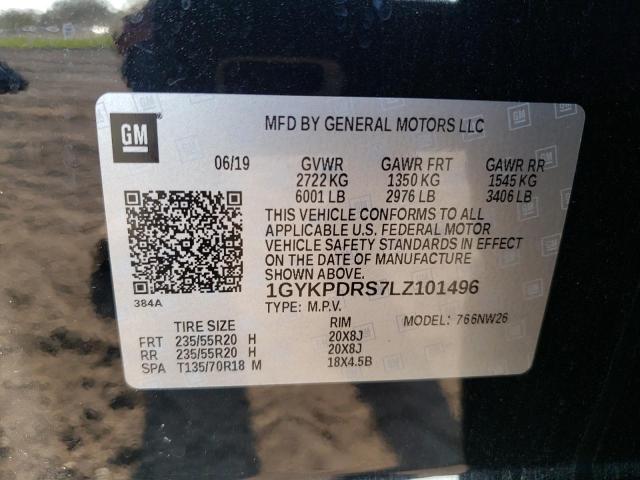 GM
MFD BY GENERAL MOTORS LLC
06/19 GVWR GAWR FRT GAWR RR
2722 KG 1350 KG 1545 KG
6001 LB 2976 LB 3406 LB
THIS VEHICLE CONFORMS TO ALL
APPLICABLE U.S. FEDERAL MOTOR
VEHICLE SAFETY STANDARDS IN EFFECT
ON THE DATE OF MANUFACTURE
SHOWN ABOVE.
384A
1GYKPDRS7LZ101496
TYPE: M.P.V. MODEL: 766NW26
TIRE SIZE RIM
FRT 235/55R20 H 20X8J
RR 235/55R20 H 20X8J
SPA T135/70R18 M 18X4.5B